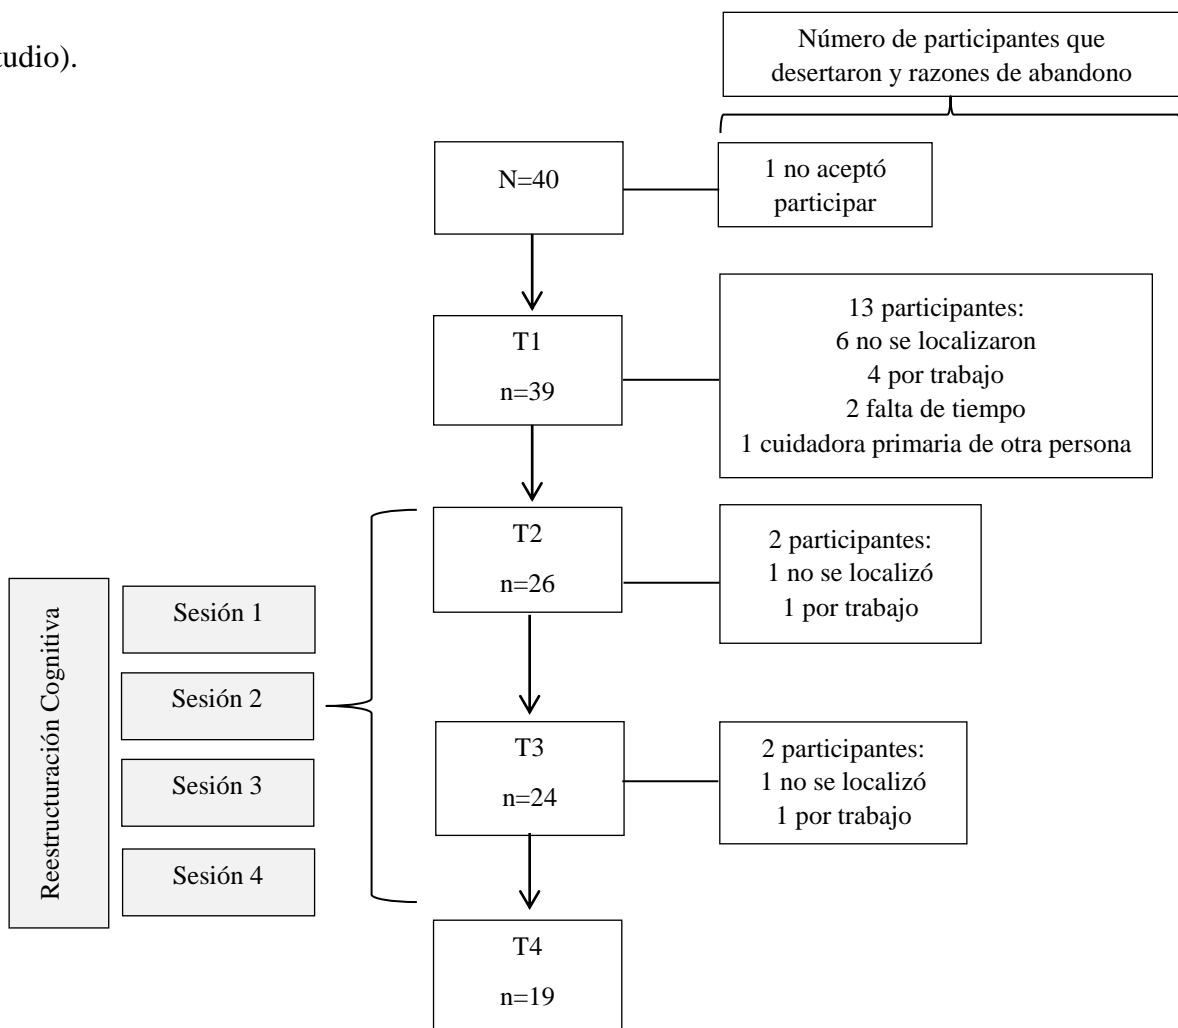 tudio).
Número de participantes que
desertaron y razones de abandono
N=40
1 no aceptó
participar
T1
n=39
13 participantes:
6 no se localizaron
4 por trabajo
2 falta de tiempo
1 cuidadora primaria de otra persona
T2
n=26
2 participantes:
1 no se localizó
1 por trabajo
Reestructuración Cognitiva
Sesión 1
Sesión 2
Sesión 3
Sesión 4
T3
n=24
2 participantes:
1 no se localizó
1 por trabajo
T4
n=19